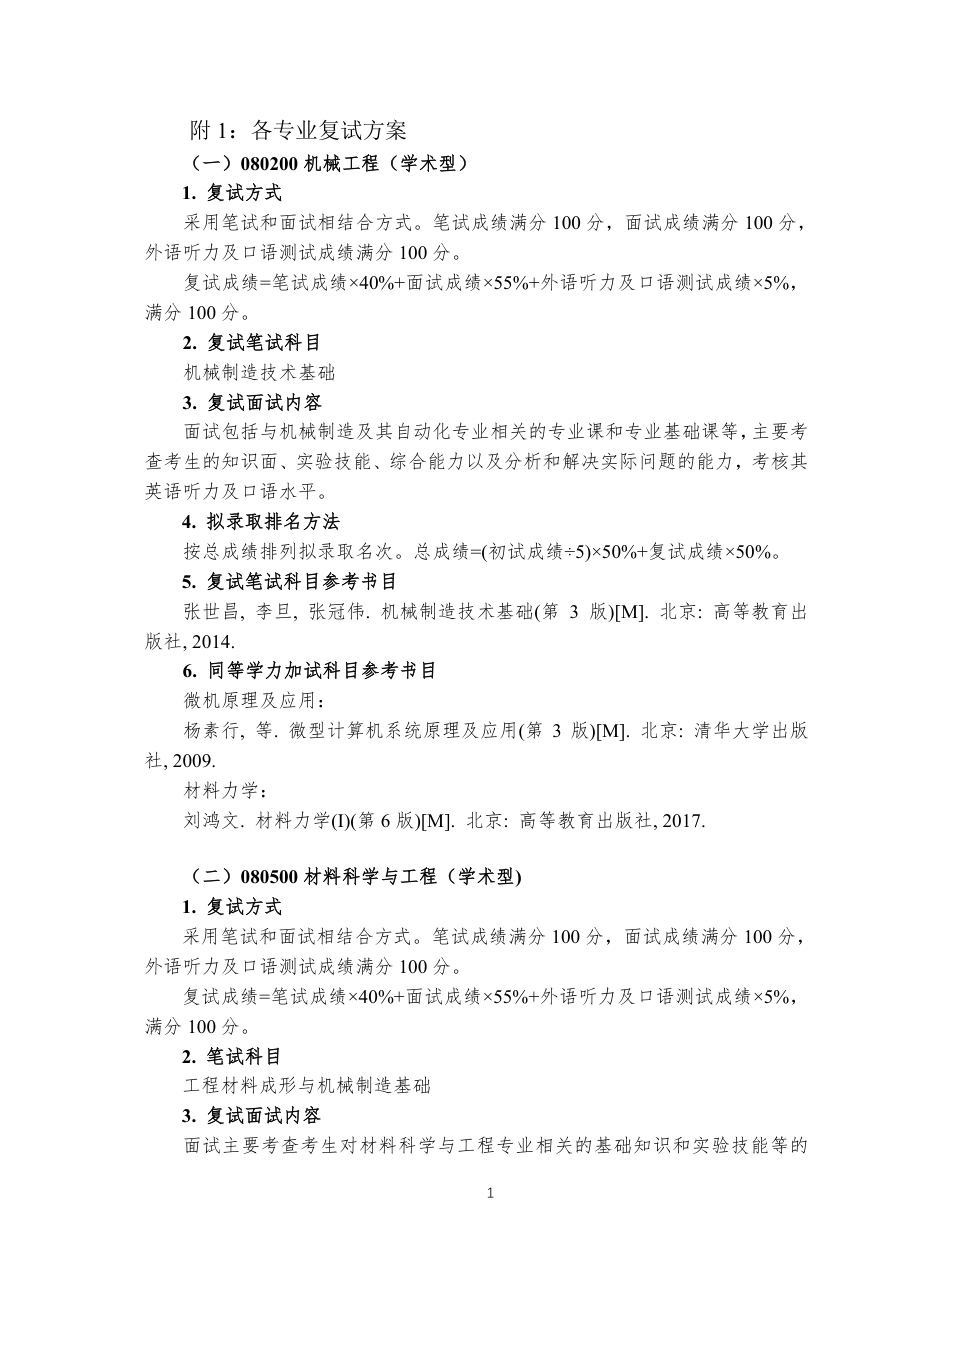 附 1：各专业复试方案
（一）080200 机械工程（学术型）
1. 复试方式
采用笔试和面试相结合方式。笔试成绩满分 100 分，面试成绩满分 100 分，
外语听力及口语测试成绩满分 100 分。
复试成绩=笔试成绩×40%+面试成绩×55%+外语听力及口语测试成绩×5%，
满分 100 分。
2. 复试笔试科目
机械制造技术基础
3. 复试面试内容
面试包括与机械制造及其自动化专业相关的专业课和专业基础课等，主要考
查考生的知识面、实验技能、综合能力以及分析和解决实际问题的能力，考核其
英语听力及口语水平。
4. 拟录取排名方法
按总成绩排列拟录取名次。总成绩=(初试成绩÷5)×50%+复试成绩×50%。
5. 复试笔试科目参考书目
张世昌, 李旦, 张冠伟. 机械制造技术基础(第 3 版)[M]. 北京: 高等教育出
版社, 2014.
6. 同等学力加试科目参考书目
微机原理及应用：
杨素行, 等. 微型计算机系统原理及应用(第 3 版)[M]. 北京: 清华大学出版
社, 2009.
材料力学：
刘鸿文. 材料力学(I)(第 6 版)[M]. 北京: 高等教育出版社, 2017.
（二）080500 材料科学与工程（学术型)
1. 复试方式
采用笔试和面试相结合方式。笔试成绩满分 100 分，面试成绩满分 100 分，
外语听力及口语测试成绩满分 100 分。
复试成绩=笔试成绩×40%+面试成绩×55%+外语听力及口语测试成绩×5%，
满分 100 分。
2. 笔试科目
工程材料成形与机械制造基础
3. 复试面试内容
面试主要考查考生对材料科学与工程专业相关的基础知识和实验技能等的
1